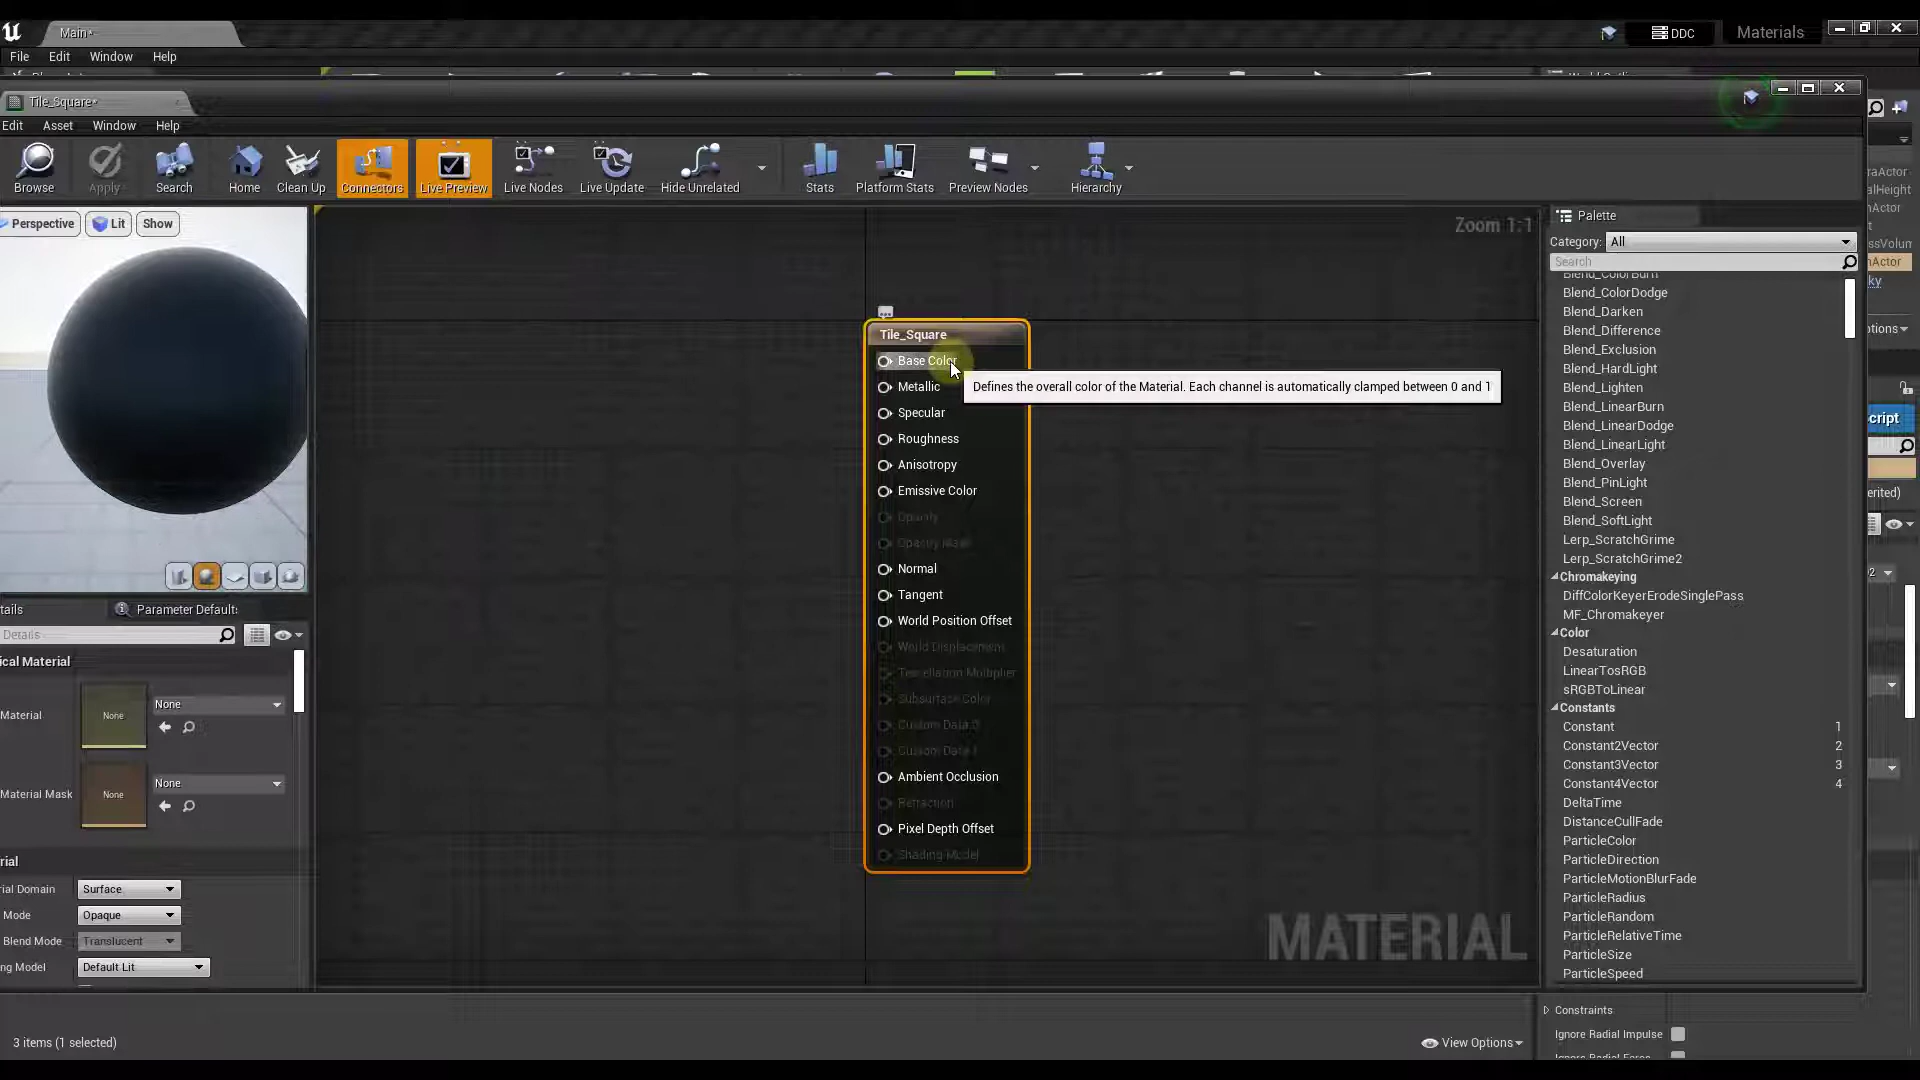 Main*
DDC
Materials
File Edit Window Help
Tile_Square*
Edit Asset Window Help
Browse
Apply
Search
Home
Clean Up
Connectors
Live Preview
Live Nodes
Live Update
Hide Unrelated
Stats
Platform Stats
Preview Nodes
Hierarchy
Perspective
Lit
Show
Zoom 1:1
Tile_Square
Base Color
Metallic
Defines the overall color of the Material. Each channel is automatically clamped between 0 and 1
Specular
Roughness
Anisotropy
Emissive Color
Opacity
Opacity Mask
Normal
Tangent
World Position Offset
World Displacement
Tessellation Multiplier
Subsurface Color
Custom Data 0
Custom Data 1
Ambient Occlusion
Refraction
Pixel Depth Offset
Shading Model
MATERIAL
tails
Parameter Default
Details
ical Material
Material
None
None
Material Mask
None
None
rial
rial Domain
Surface
Mode
Opaque
Blend Mode
Translucent
ng Model
Default Lit
Palette
Category:
All
Search
Blend_ColorBurn
Blend_ColorDodge
Blend_Darken
Blend_Difference
Blend_Exclusion
Blend_HardLight
Blend_Lighten
Blend_LinearBurn
Blend_LinearDodge
Blend_LinearLight
Blend_Overlay
Blend_PinLight
Blend_Screen
Blend_SoftLight
Lerp_ScratchGrime
Lerp_ScratchGrime2
Chromakeying
DiffColorKeyerErodeSinglePass
MF_Chromakeyer
Color
Desaturation
LinearTosRGB
sRGBToLinear
Constants
Constant 1
Constant2Vector 2
Constant3Vector 3
Constant4Vector 4
DeltaTime
DistanceCullFade
ParticleColor
ParticleDirection
ParticleMotionBlurFade
ParticleRadius
ParticleRandom
ParticleRelativeTime
ParticleSize
ParticleSpeed
raActor
alHeight
nActor
t
ssVolum
nActor
ky
ptions
cript
erited)
3 items (1 selected)
View Options
Constraints
Ignore Radial Impulse
Ignore Radial Force